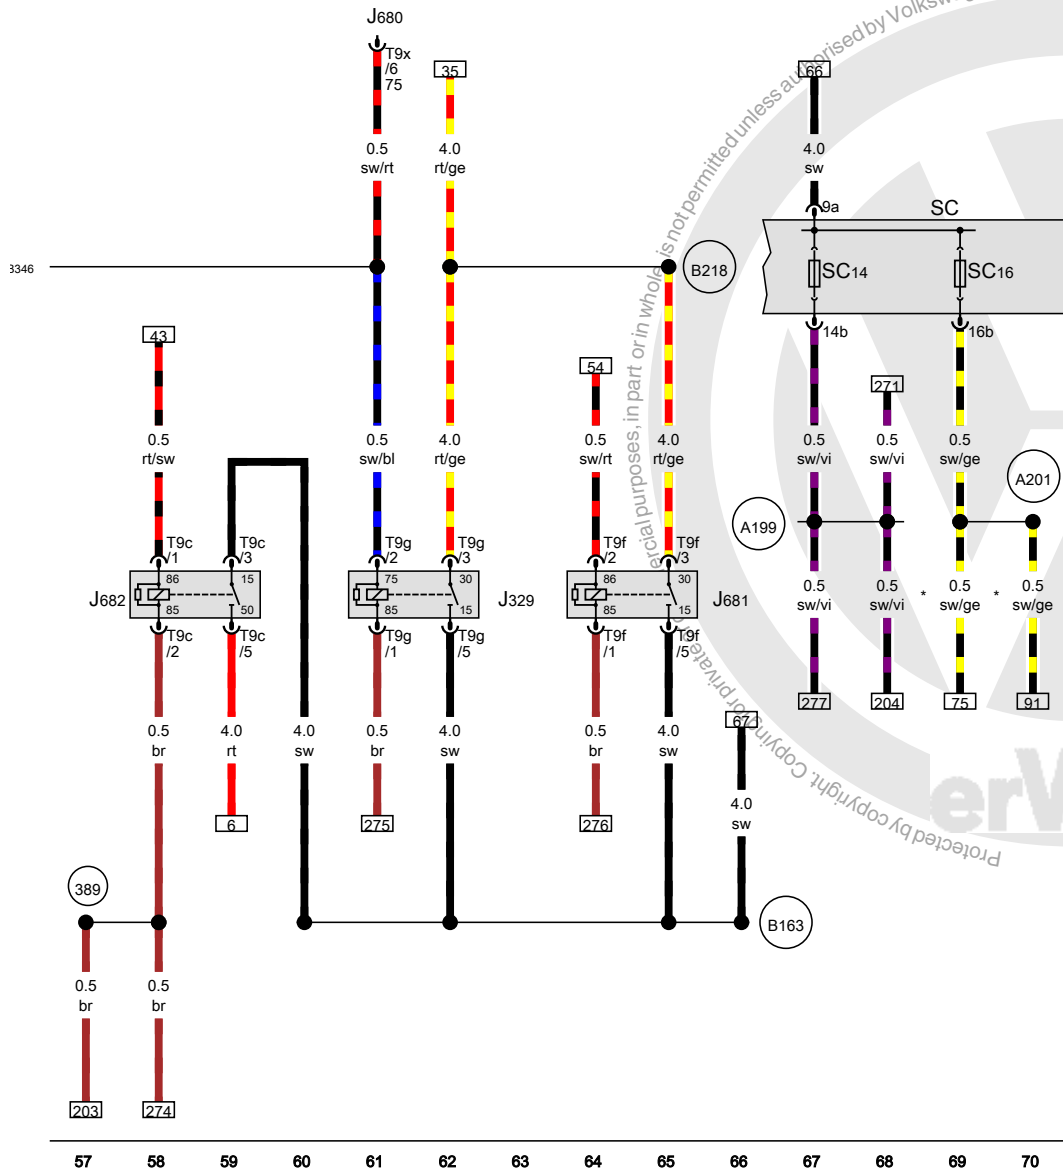 J680
T9x
/6
75
35
66
0.5
sw/rt
4.0
rt/ge
4.0
sw
9a
SC
3346
B218
SC14
SC16
14b
16b
43
54
271
0.5
rt/sw
0.5
sw/bl
4.0
rt/ge
0.5
sw/rt
4.0
rt/ge
0.5
sw/vi
0.5
sw/vi
0.5
sw/ge
A201
A199
T9c
/1
T9c
/3
T9g
/2
T9g
/3
T9f
/2
T9f
/3
86
15
75
30
86
30
J682
J329
J681
85
50
85
15
85
15
T9c
/2
T9c
/5
T9g
/1
T9g
/5
T9f
/1
T9f
/5
0.5
sw/vi
0.5
sw/vi
*
0.5
sw/ge
*
0.5
sw/ge
277
204
75
91
0.5
br
4.0
rt
4.0
sw
0.5
br
4.0
sw
0.5
br
4.0
sw
67
4.0
sw
6
275
276
389
B163
0.5
br
0.5
br
203
274
57 58 59 60 61 62 63 64 65 66 67 68 69 70
Protected by copyright. Copying for private or commercial purposes, in part or in whole, is not permitted unless authorised by Volkswagen
erW